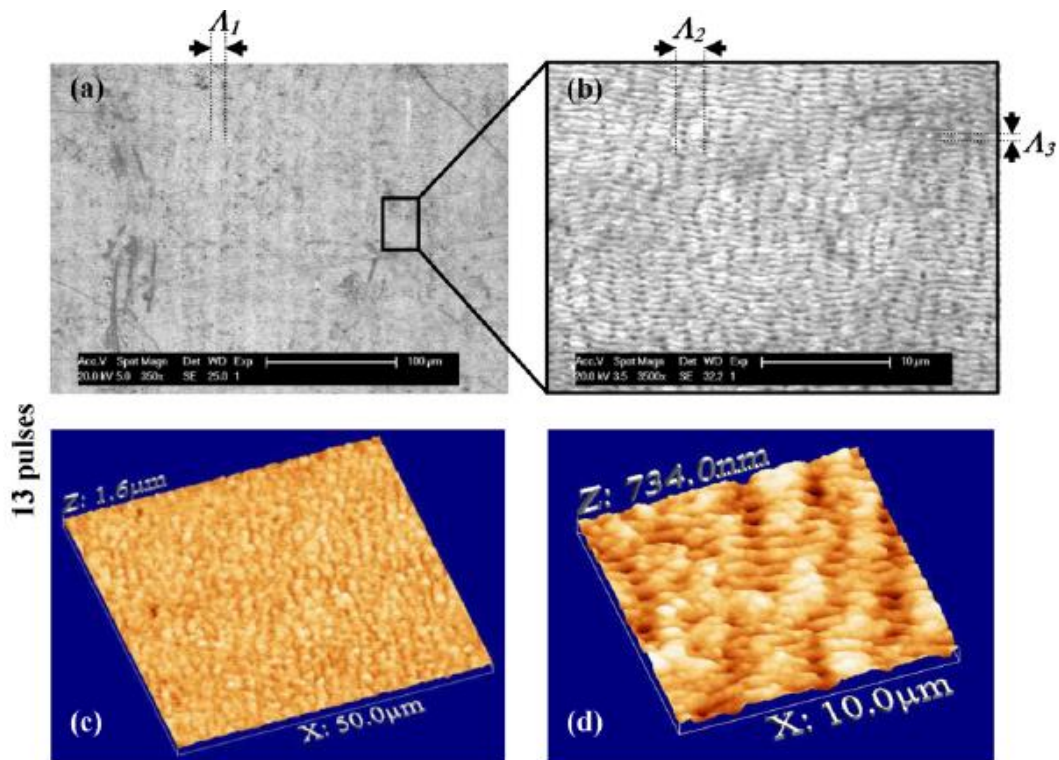 Λ1
Λ2
(a)
(b)
Λ3
Acc.V Spot Magn Det WD Exp 100 μm
20.0 kV 5.0 350x SE 25.0 1
Acc.V Spot Magn Det WD Exp 10 μm
20.0 kV 3.5 3500x SE 32.2 1
13 pulses
Z: 1.6μm
Z: 734.0nm
(c)
X: 50.0μm
(d)
X: 10.0μm